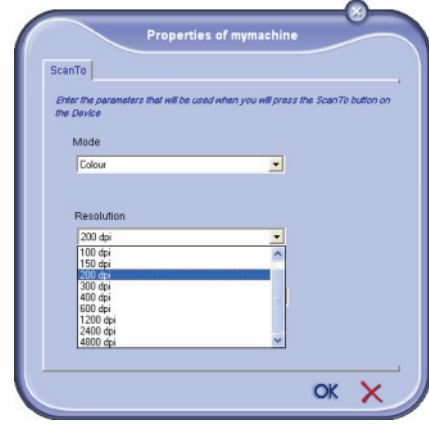 Properties of mymachine
ScanTo
Enter the parameters that will be used when you will press the ScanTo button on
the Device
Mode
Colour
Resolution
200 dpi
100 dpi
150 dpi
200 dpi
300 dpi
400 dpi
600 dpi
1200 dpi
2400 dpi
4800 dpi
OK